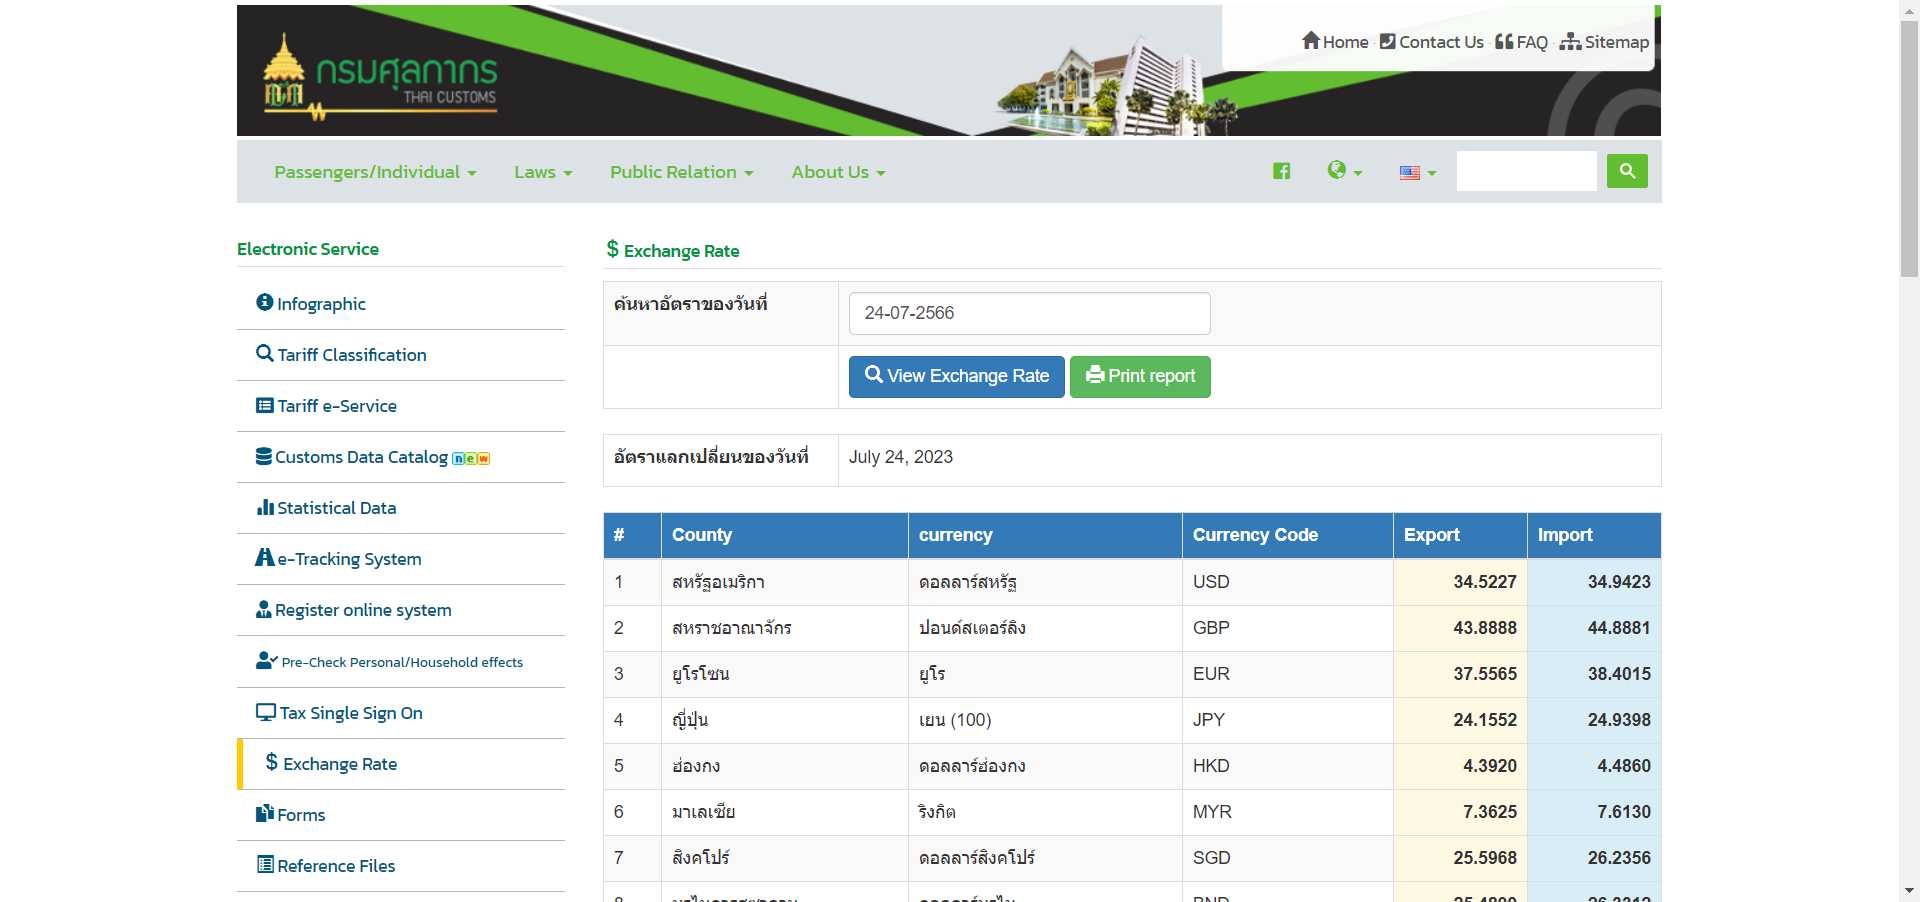 กรมศุลกากร
THAI CUSTOMS
Home Contact Us FAQ Sitemap
Passengers/Individual Laws Public Relation About Us
Electronic Service
Infographic
Tariff Classification
Tariff e-Service
Customs Data Catalog new
Statistical Data
e-Tracking System
Register online system
Pre-Check Personal/Household effects
Tax Single Sign On
$ Exchange Rate
Forms
Reference Files
$ Exchange Rate
ค้นหาอัตราของวันที่ 24-07-2566
View Exchange Rate Print report
อัตราแลกเปลี่ยนของวันที่ July 24, 2023
# County currency Currency Code Export Import
1 สหรัฐอเมริกา ดอลลาร์สหรัฐ USD 34.5227 34.9423
2 สหราชอาณาจักร ปอนด์สเตอร์ลิง GBP 43.8888 44.8881
3 ยูโรโซน ยูโร EUR 37.5565 38.4015
4 ญี่ปุ่น เยน (100) JPY 24.1552 24.9398
5 ฮ่องกง ดอลลาร์ฮ่องกง HKD 4.3920 4.4860
6 มาเลเซีย ริงกิต MYR 7.3625 7.6130
7 สิงคโปร์ ดอลลาร์สิงคโปร์ SGD 25.5968 26.2356